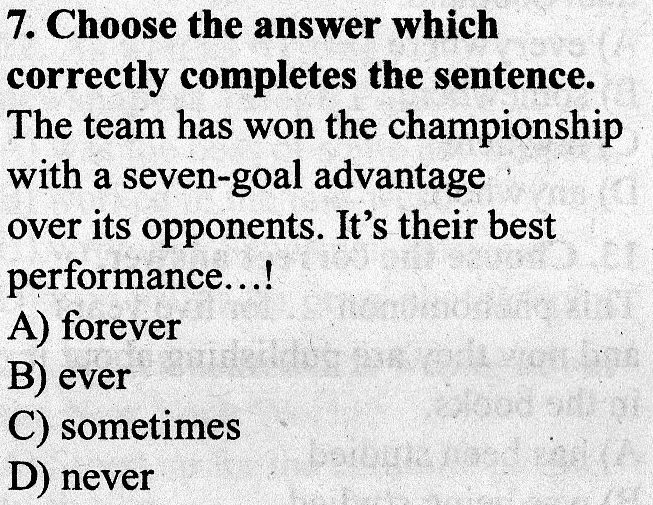 7. Choose the answer which
correctly completes the sentence.
The team has won the championship
with a seven-goal advantage
over its opponents. It's their best
performance...!
A) forever
B) ever
C) sometimes
D) never